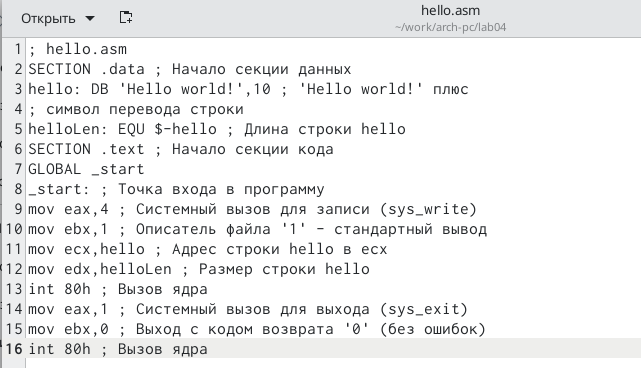 Открыть
hello.asm
~/work/arch-pc/lab04
1 ; hello.asm
2 SECTION .data ; Начало секции данных
3 hello: DB 'Hello world!',10 ; 'Hello world!' плюс
4 ; символ перевода строки
5 helloLen: EQU $-hello ; Длина строки hello
6 SECTION .text ; Начало секции кода
7 GLOBAL _start
8 _start: ; Точка входа в программу
9 mov eax,4 ; Системный вызов для записи (sys_write)
10 mov ebx,1 ; Описатель файла '1' - стандартный вывод
11 mov ecx,hello ; Адрес строки hello в ecx
12 mov edx,helloLen ; Размер строки hello
13 int 80h ; Вызов ядра
14 mov eax,1 ; Системный вызов для выхода (sys_exit)
15 mov ebx,0 ; Выход с кодом возврата '0' (без ошибок)
16 int 80h ; Вызов ядра